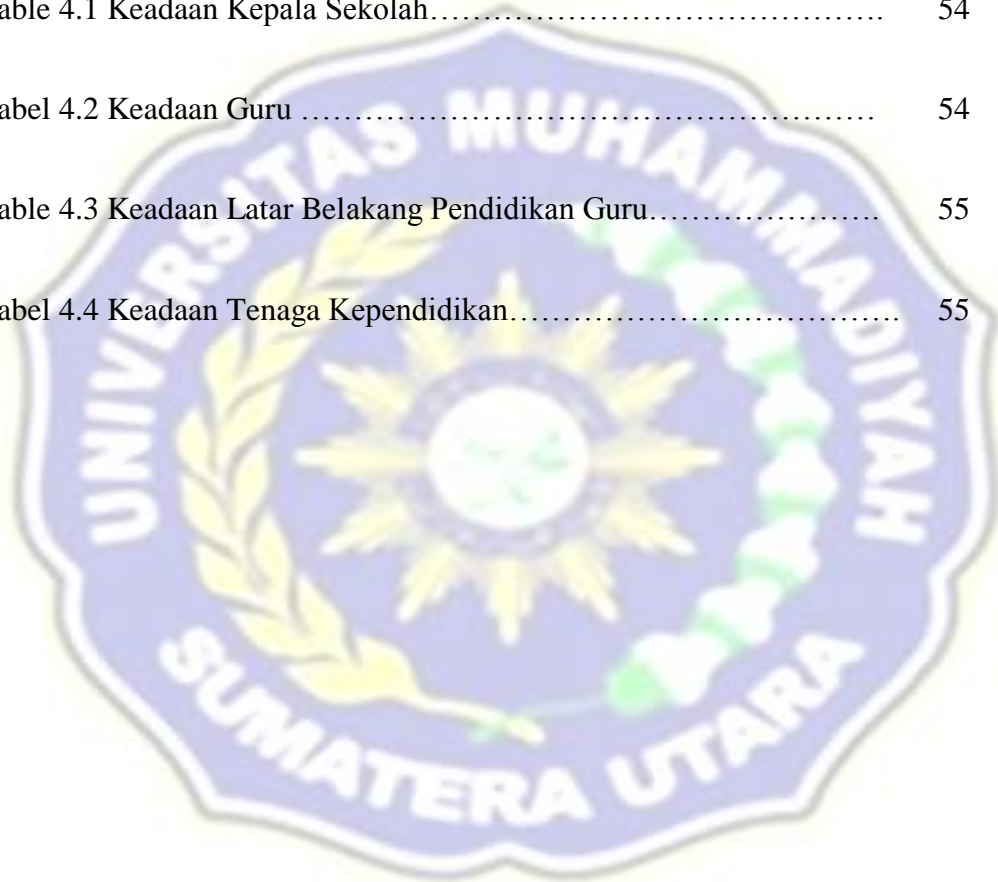 able 4.1 Keadaan Kepala Sekolah…………………………………………. 54
abel 4.2 Keadaan Guru ………………………………………………… 54
able 4.3 Keadaan Latar Belakang Pendidikan Guru…………………. 55
abel 4.4 Keadaan Tenaga Kependidikan………………………………. 55
UNIVERSITAS MUHAMMADIYAH
SUMATERA UTARA